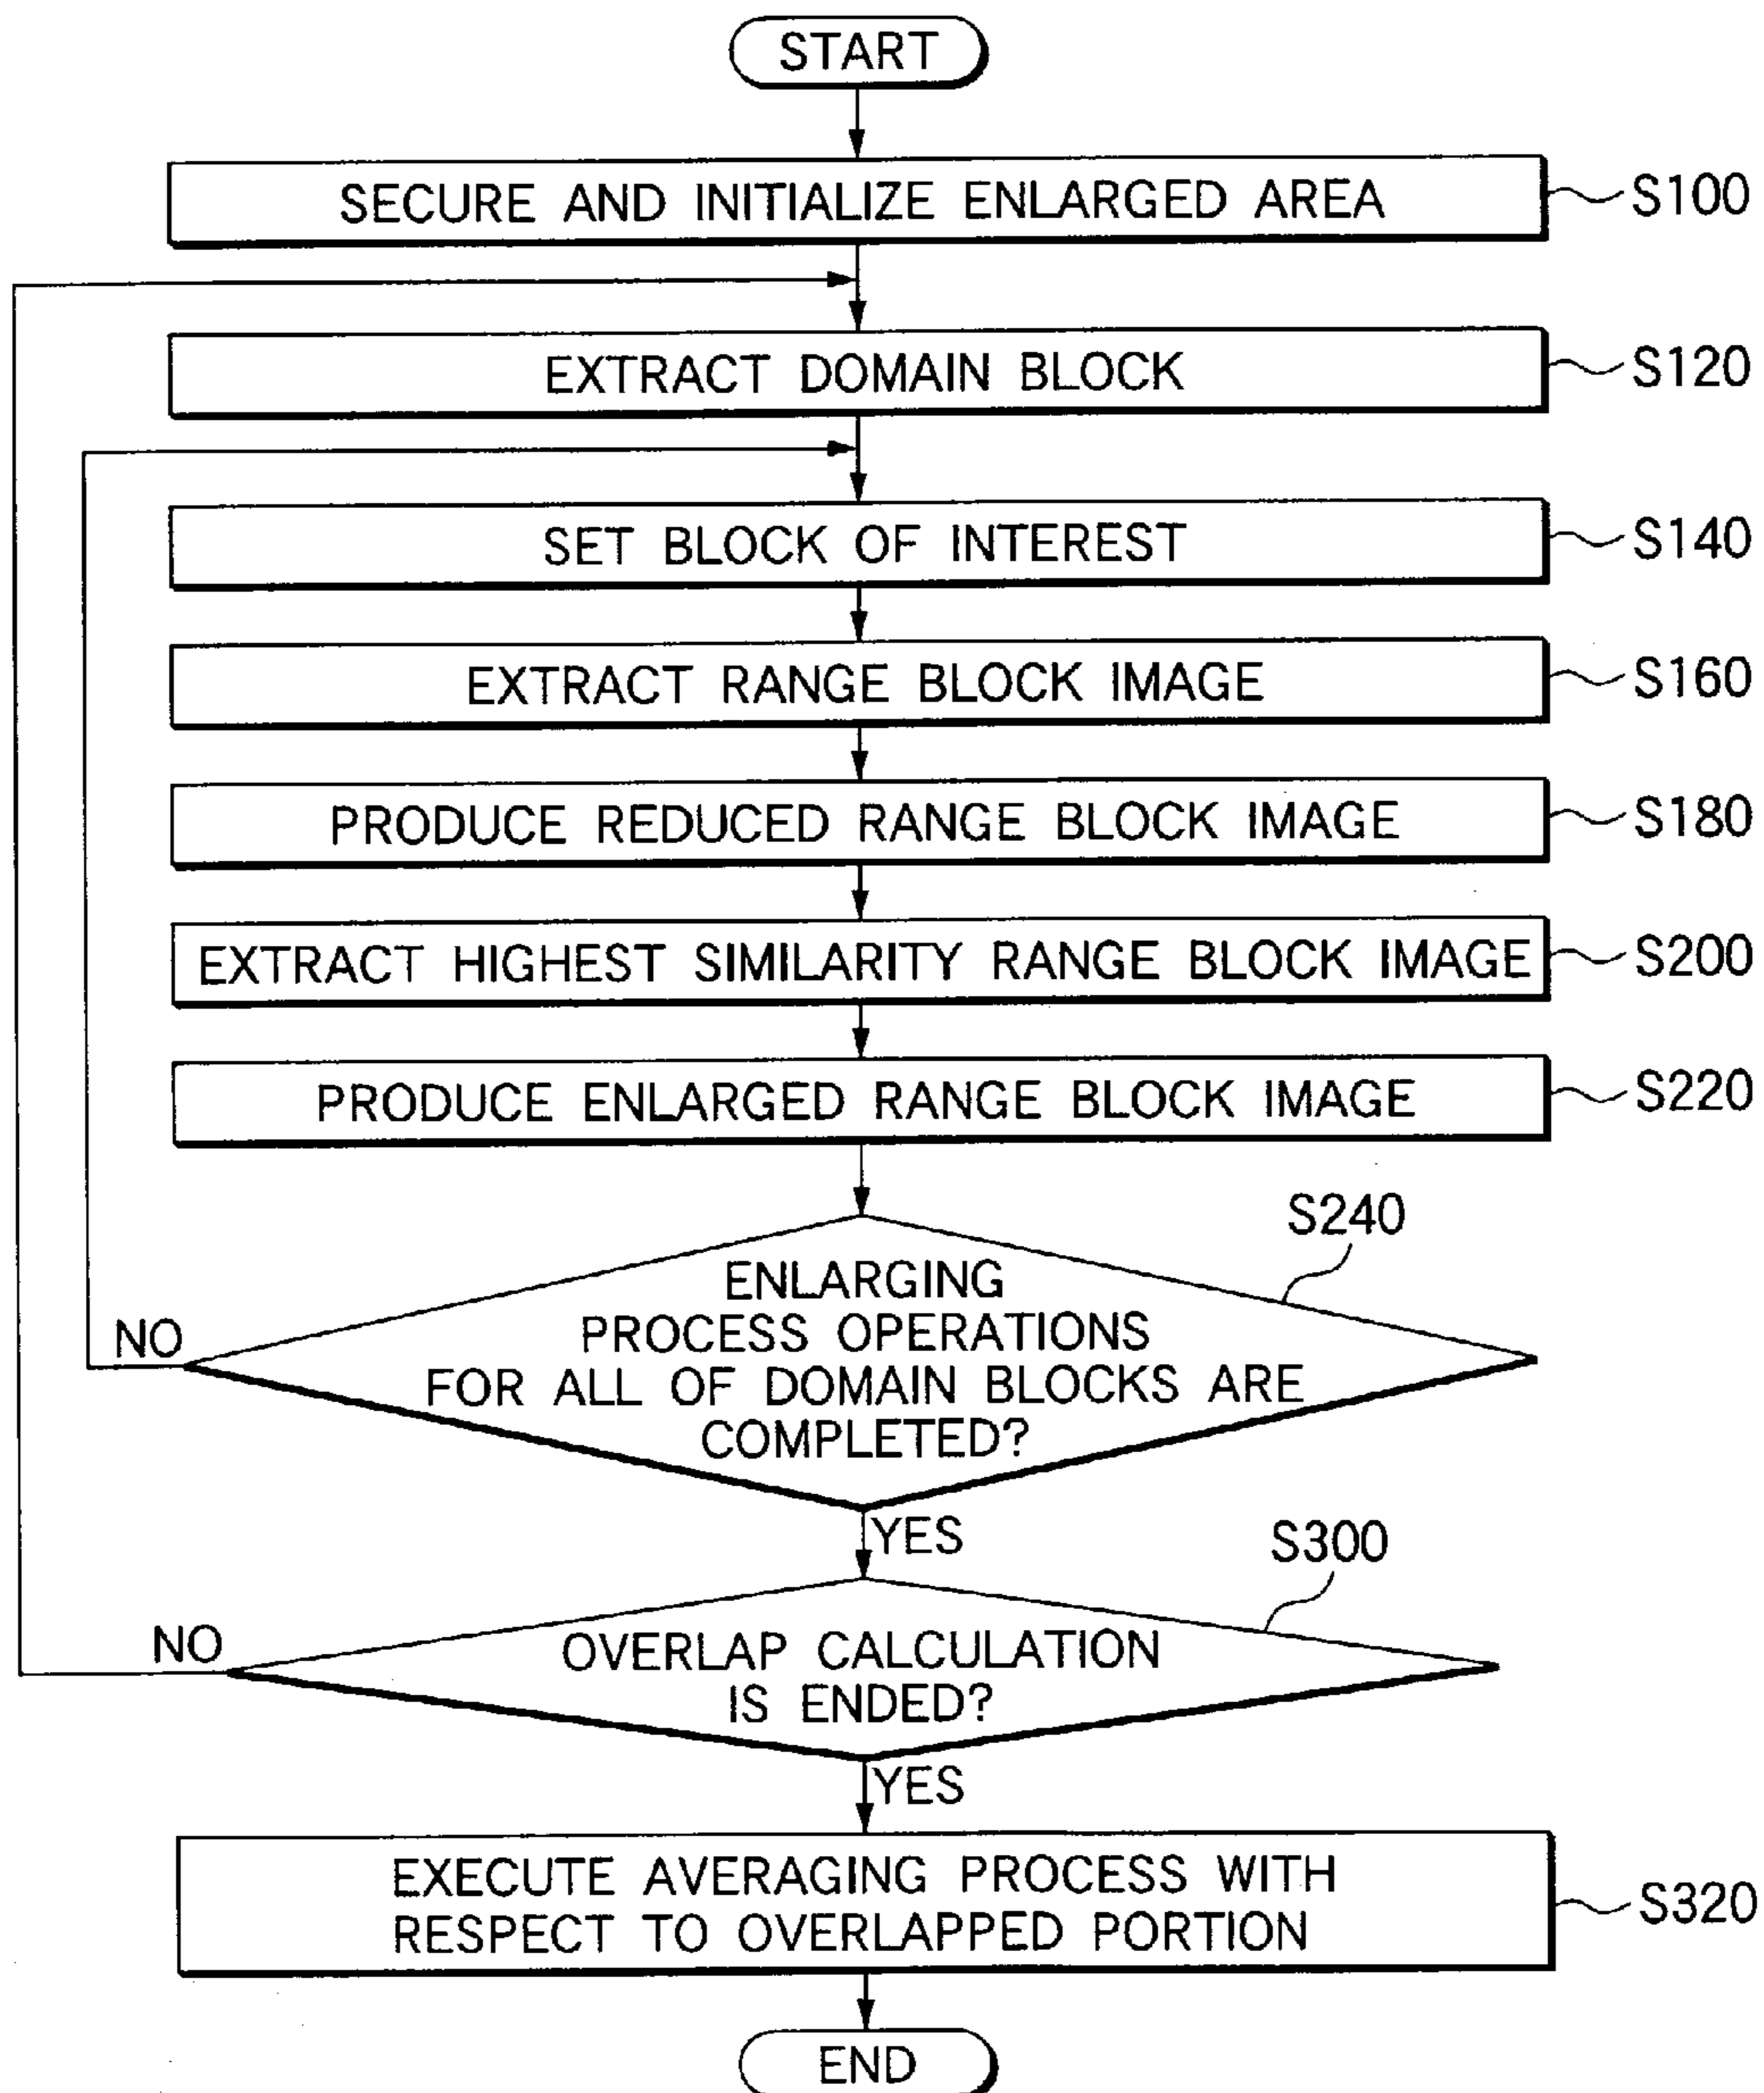 START
SECURE AND INITIALIZE ENLARGED AREA
S100
EXTRACT DOMAIN BLOCK
S120
SET BLOCK OF INTEREST
S140
EXTRACT RANGE BLOCK IMAGE
S160
PRODUCE REDUCED RANGE BLOCK IMAGE
S180
EXTRACT HIGHEST SIMILARITY RANGE BLOCK IMAGE
S200
PRODUCE ENLARGED RANGE BLOCK IMAGE
S220
S240
ENLARGING
PROCESS OPERATIONS
FOR ALL OF DOMAIN BLOCKS ARE
COMPLETED?
NO
YES
S300
OVERLAP CALCULATION
IS ENDED?
NO
YES
EXECUTE AVERAGING PROCESS WITH
RESPECT TO OVERLAPPED PORTION
S320
END